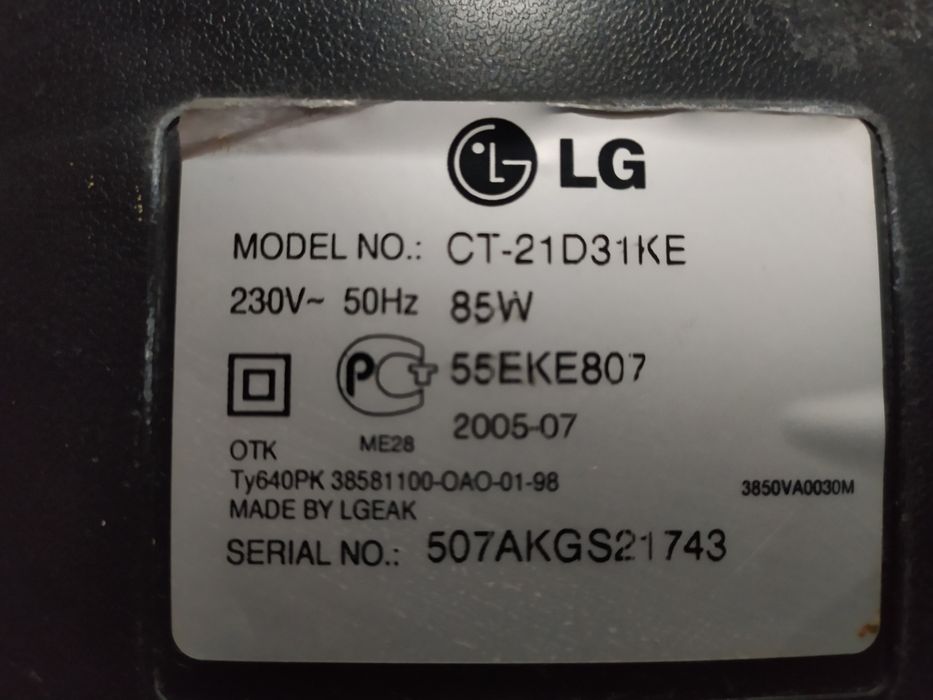 LG
MODEL NO.: CT-21D31KE
230V~ 50Hz 85W
PCT 55EKE807
2005-07
OTK ME28
Ty640PK 38581100-OAO-01-98
3850VA0030M
MADE BY LGEAK
SERIAL NO.: 507AKGS21743